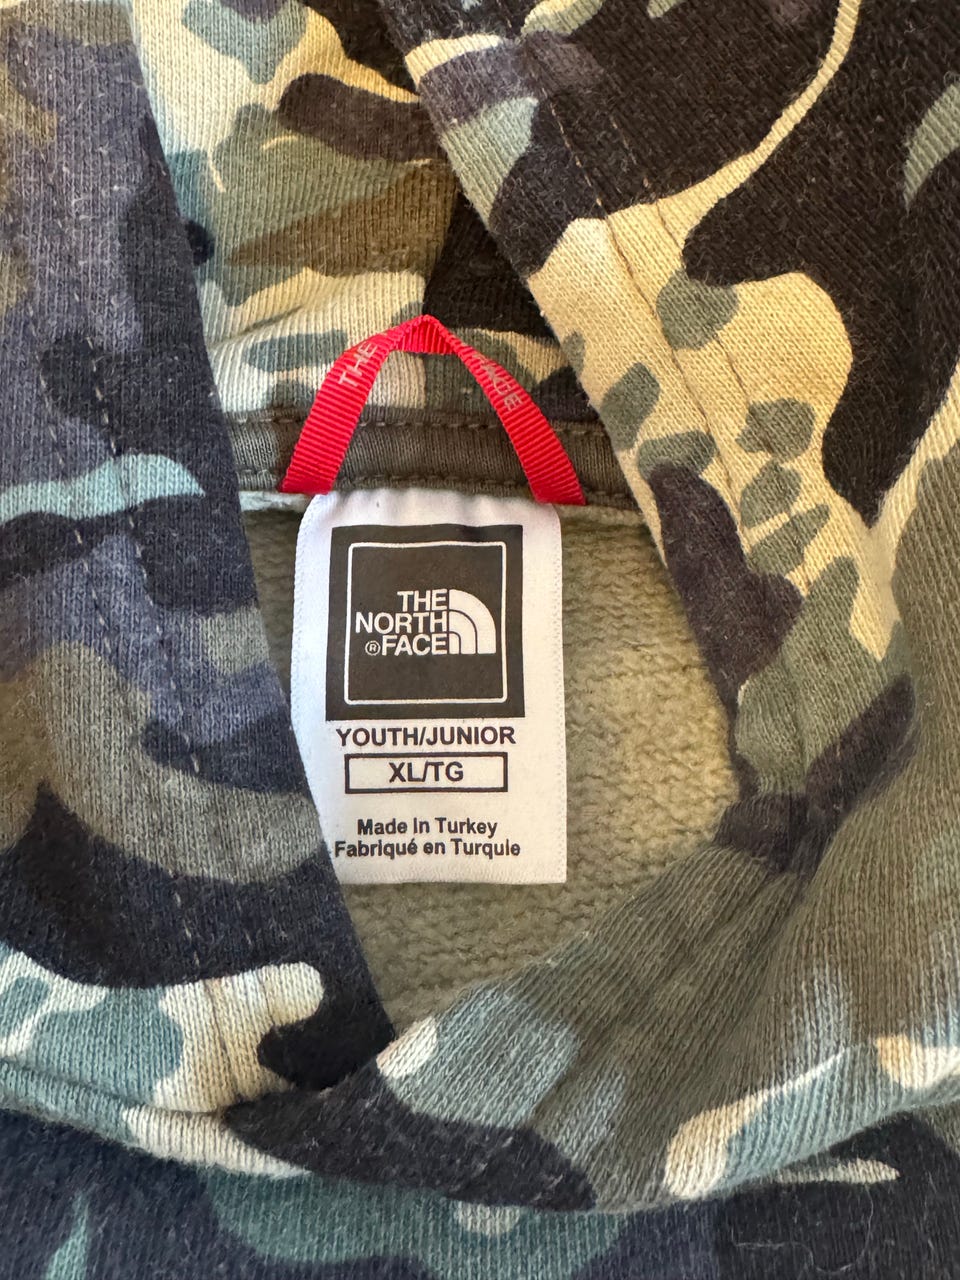 THE
NORTH
®FACE
YOUTH/JUNIOR
XL/TG
Made in Turkey
Fabriqué en Turquie